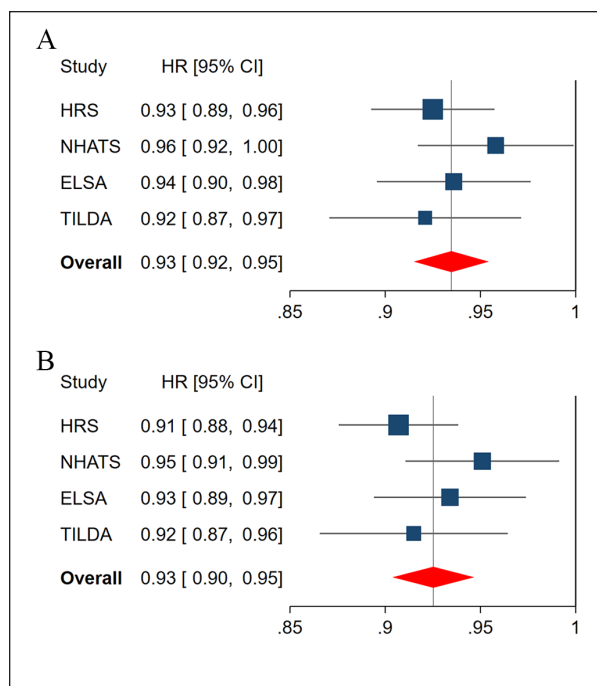 A
Study HR [95% CI]
HRS 0.93 [ 0.89, 0.96]
NHATS 0.96 [ 0.92, 1.00]
ELSA 0.94 [ 0.90, 0.98]
TILDA 0.92 [ 0.87, 0.97]
Overall 0.93 [ 0.92, 0.95]
.85 .9 .95 1
B
Study HR [95% CI]
HRS 0.91 [ 0.88, 0.94]
NHATS 0.95 [ 0.91, 0.99]
ELSA 0.93 [ 0.89, 0.97]
TILDA 0.92 [ 0.87, 0.96]
Overall 0.93 [ 0.90, 0.95]
.85 .9 .95 1